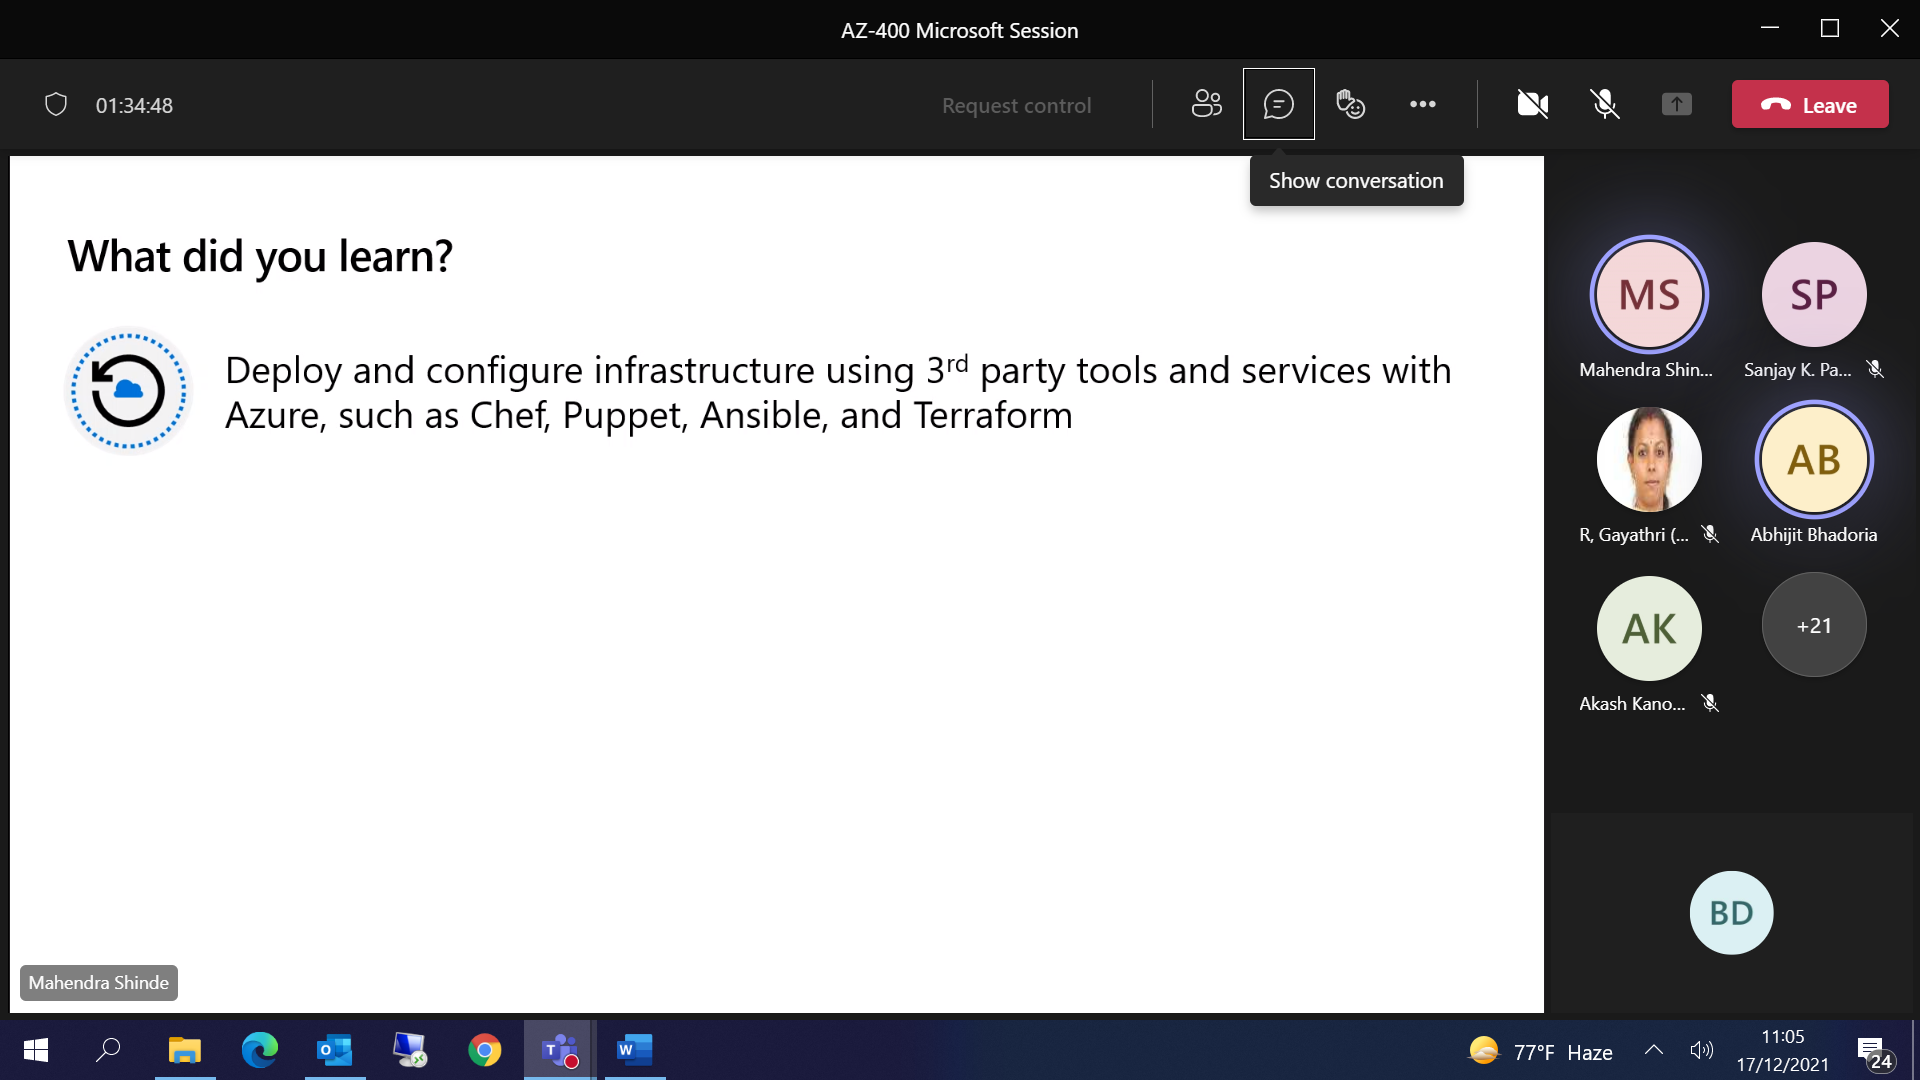 AZ-400 Microsoft Session
01:34:48
Request control
Leave
Show conversation
What did you learn?
Deploy and configure infrastructure using 3rd party tools and services with
Azure, such as Chef, Puppet, Ansible, and Terraform
Mahendra Shinde
MS
Mahendra Shin...
SP
Sanjay K. Pa...
R, Gayathri (...
AB
Abhijit Bhadoria
AK
Akash Kano...
+21
BD
77°F Haze
11:05
17/12/2021
24